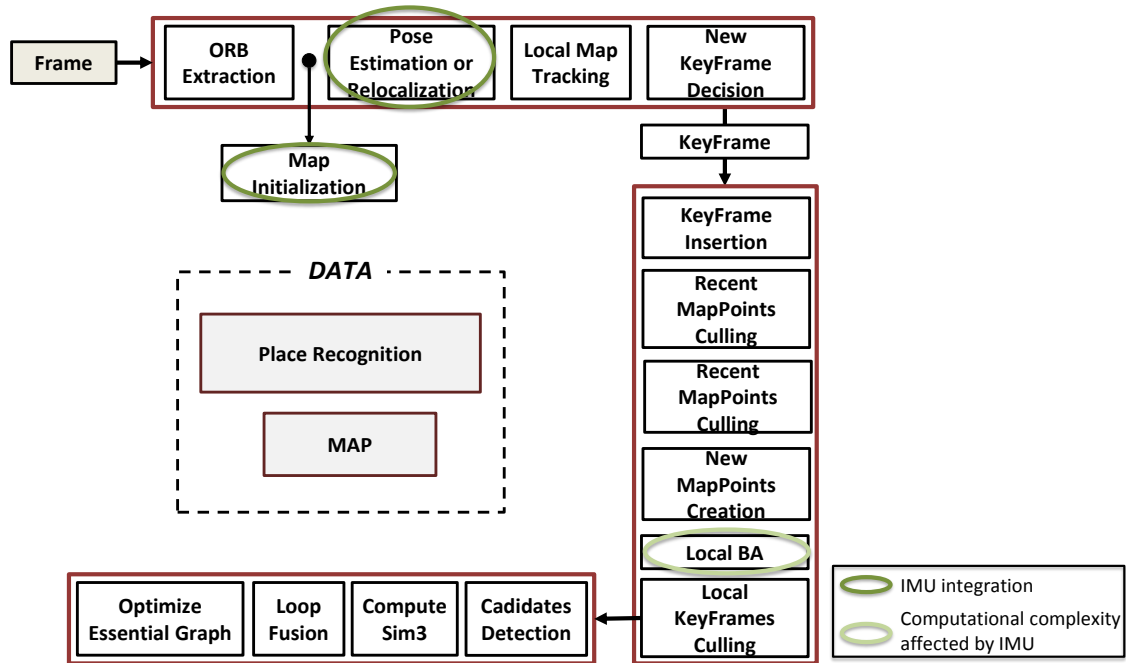 Frame
ORB
Extraction
Pose
Estimation or
Relocalization
Local Map
Tracking
New
KeyFrame
Decision
Map
Initialization
KeyFrame
KeyFrame
Insertion
Recent
MapPoints
Culling
Recent
MapPoints
Culling
New
MapPoints
Creation
Local BA
Local
KeyFrames
Culling
DATA
Place Recognition
MAP
Optimize
Essential Graph
Loop
Fusion
Compute
Sim3
Cadidates
Detection
IMU integration
Computational complexity
affected by IMU